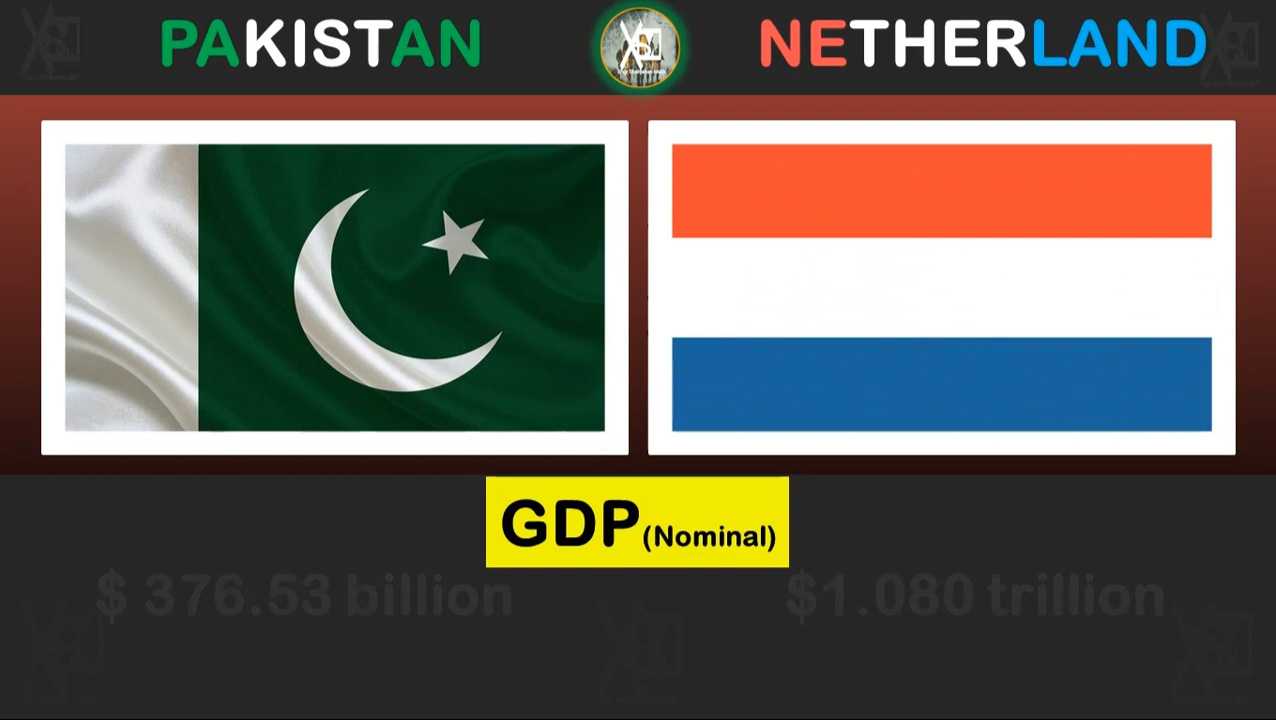 PAKISTAN
NETHERLAND
GDP (Nominal)
$ 376.53 billion
$1.080 trillion